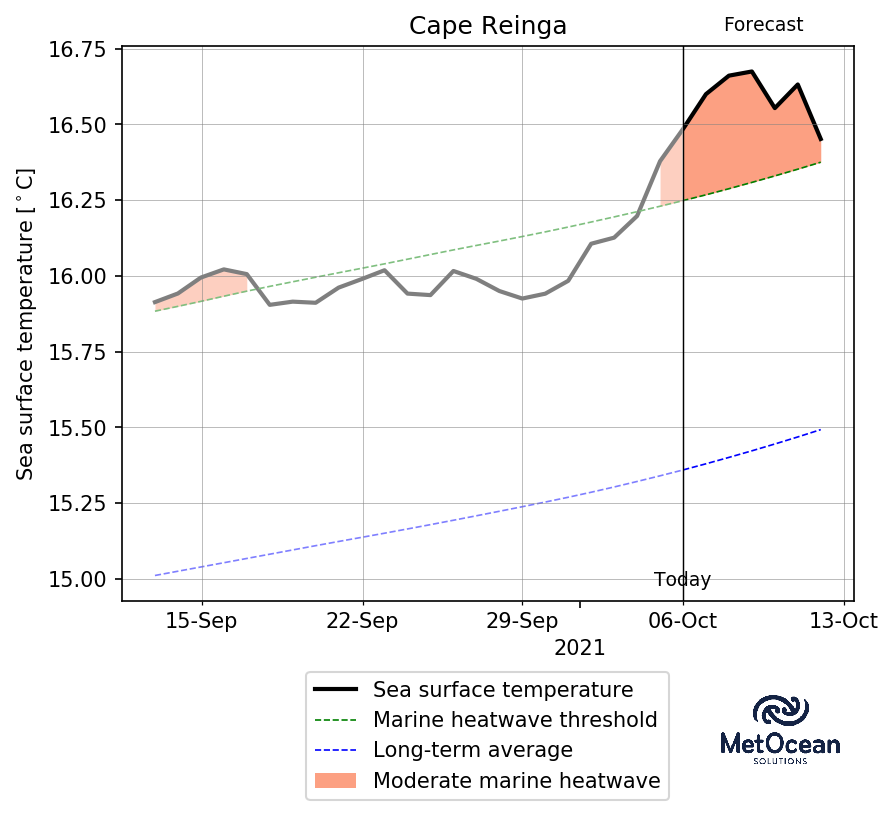 Cape Reinga
Forecast
Sea surface temperature [°C]
16.75
16.50
16.25
16.00
15.75
15.50
15.25
15.00
Today
15-Sep 22-Sep 29-Sep 06-Oct 13-Oct
2021
Sea surface temperature
Marine heatwave threshold
Long-term average
Moderate marine heatwave
MetOcean
SOLUTIONS